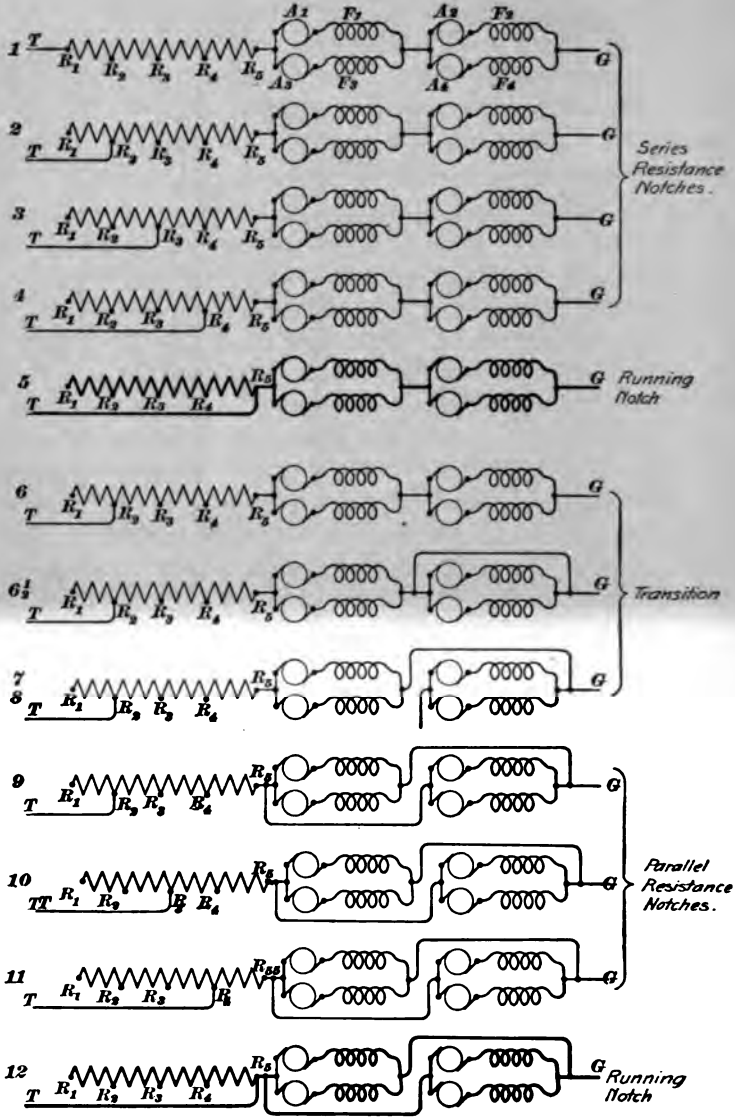 A1 F1 A2 F2
1 T R1 R2 R3 R4 R5 G
A3 F3 A4 F4
2 T R1 R2 R3 R4 R5 G
Series
Resistance
Notches.
3 T R1 R2 R3 R4 R5 G
4 T R1 R2 R3 R4 R5 G
5 T R1 R2 R3 R4 R5 G
Running
Notch
6 T R1 R2 R3 R4 R5 G
6½ T R1 R2 R3 R4 R5 G
Transition
7
8 T R1 R2 R3 R4 R5 G
9 T R1 R2 R3 R4 R5 G
10 TT R1 R2 R3 R4 R5 G
Parallel
Resistance
Notches.
11 T R1 R2 R3 R55 G
12 T R1 R2 R3 R4 R5 G
Running
Notch